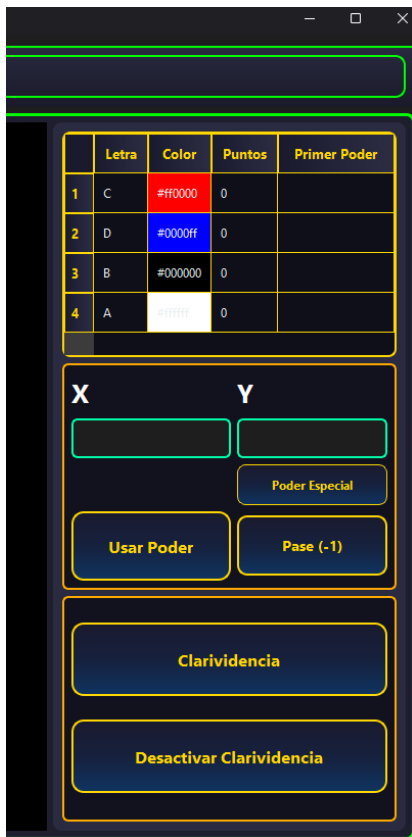 Letra Color Puntos Primer Poder
1 C #ff0000 0
2 D #0000ff 0
3 B #000000 0
4 A #ffffff 0
X Y
Poder Especial
Usar Poder Pase (-1)
Clarividencia
Desactivar Clarividencia